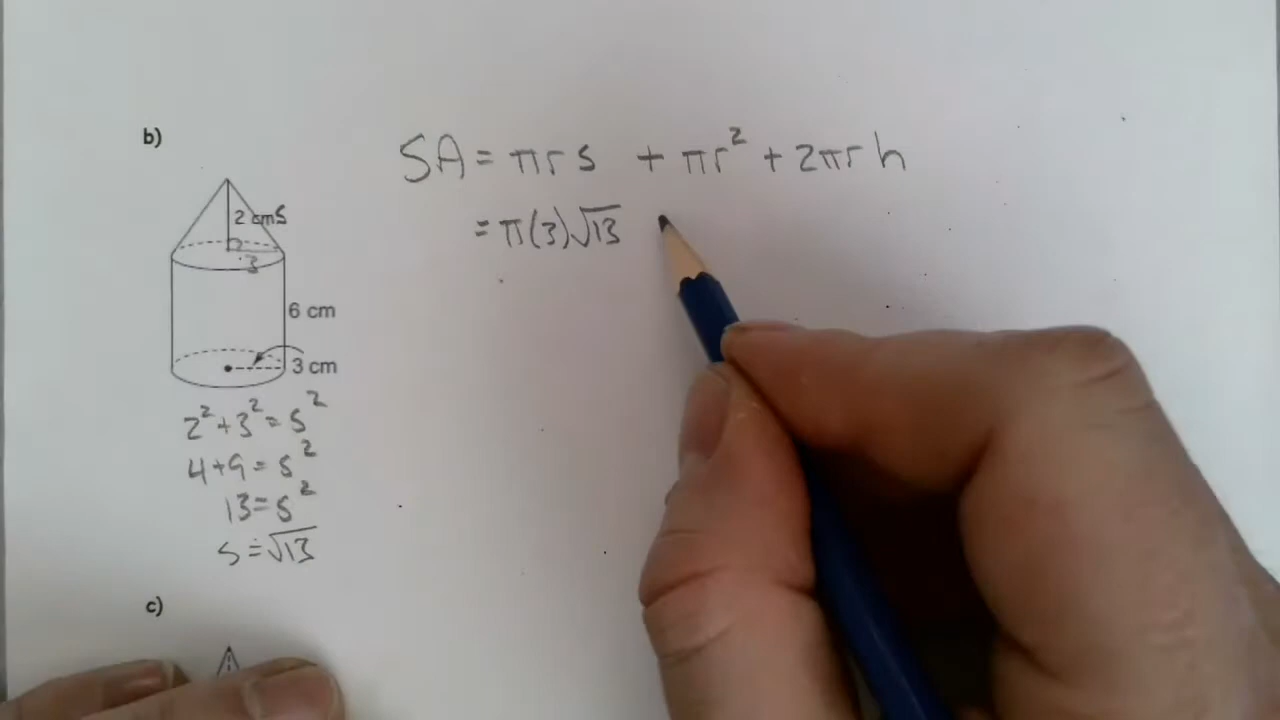 b)
SA = πrs + πr² + 2πrh
= π(3)√13
2 cm s
3
6 cm
3 cm
2² + 3² = s²
4 + 9 = s²
13 = s²
s = √13
c)